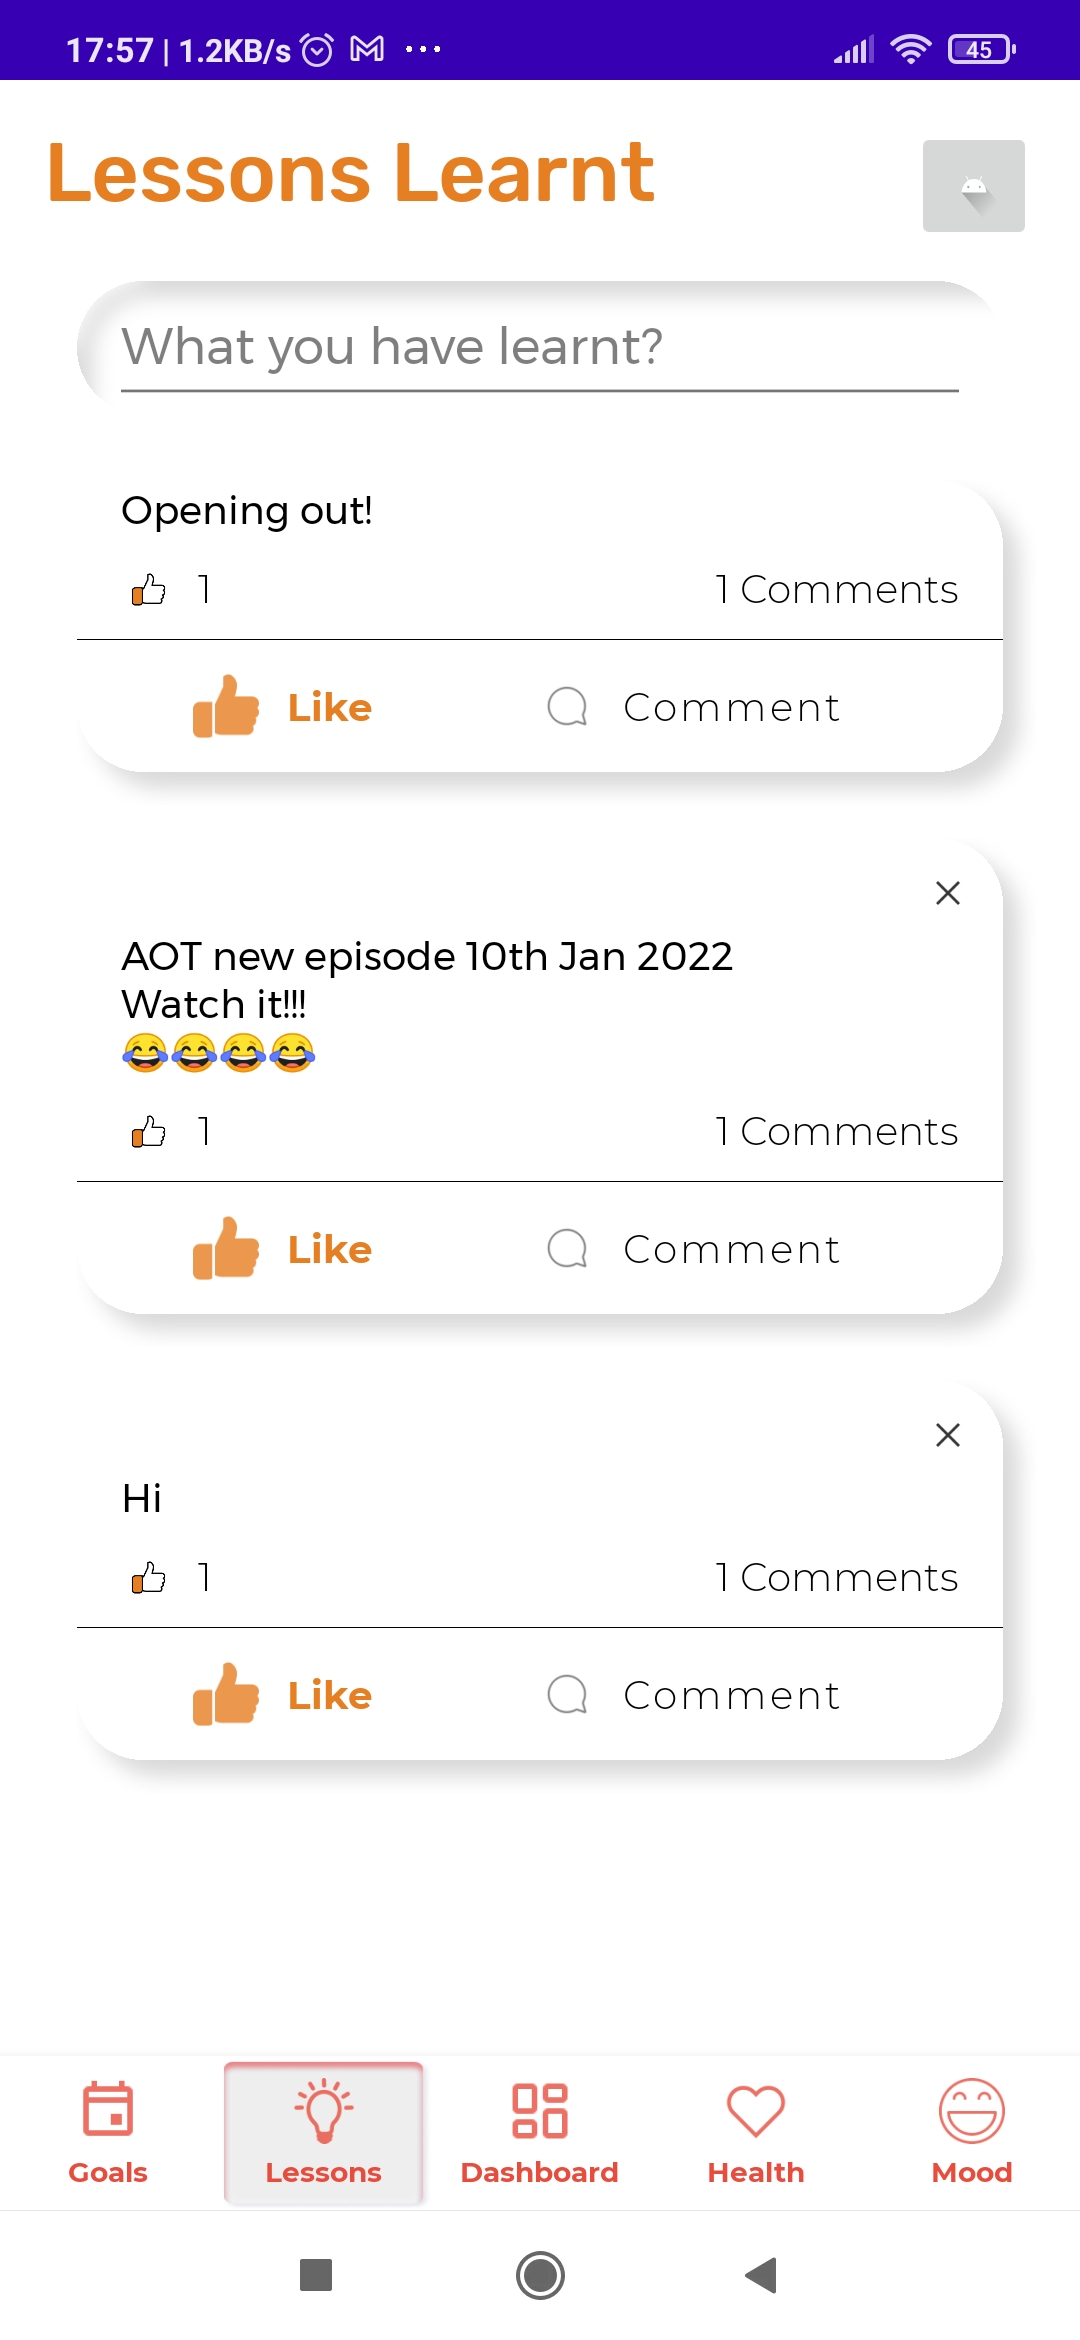 17:57 | 1.2KB/s ... 45
Lessons Learnt
What you have learnt?
Opening out!
1 1 Comments
Like Comment
AOT new episode 10th Jan 2022
Watch it!!!
😂😂😂😂
1 1 Comments
Like Comment
Hi
1 1 Comments
Like Comment
Goals Lessons Dashboard Health Mood